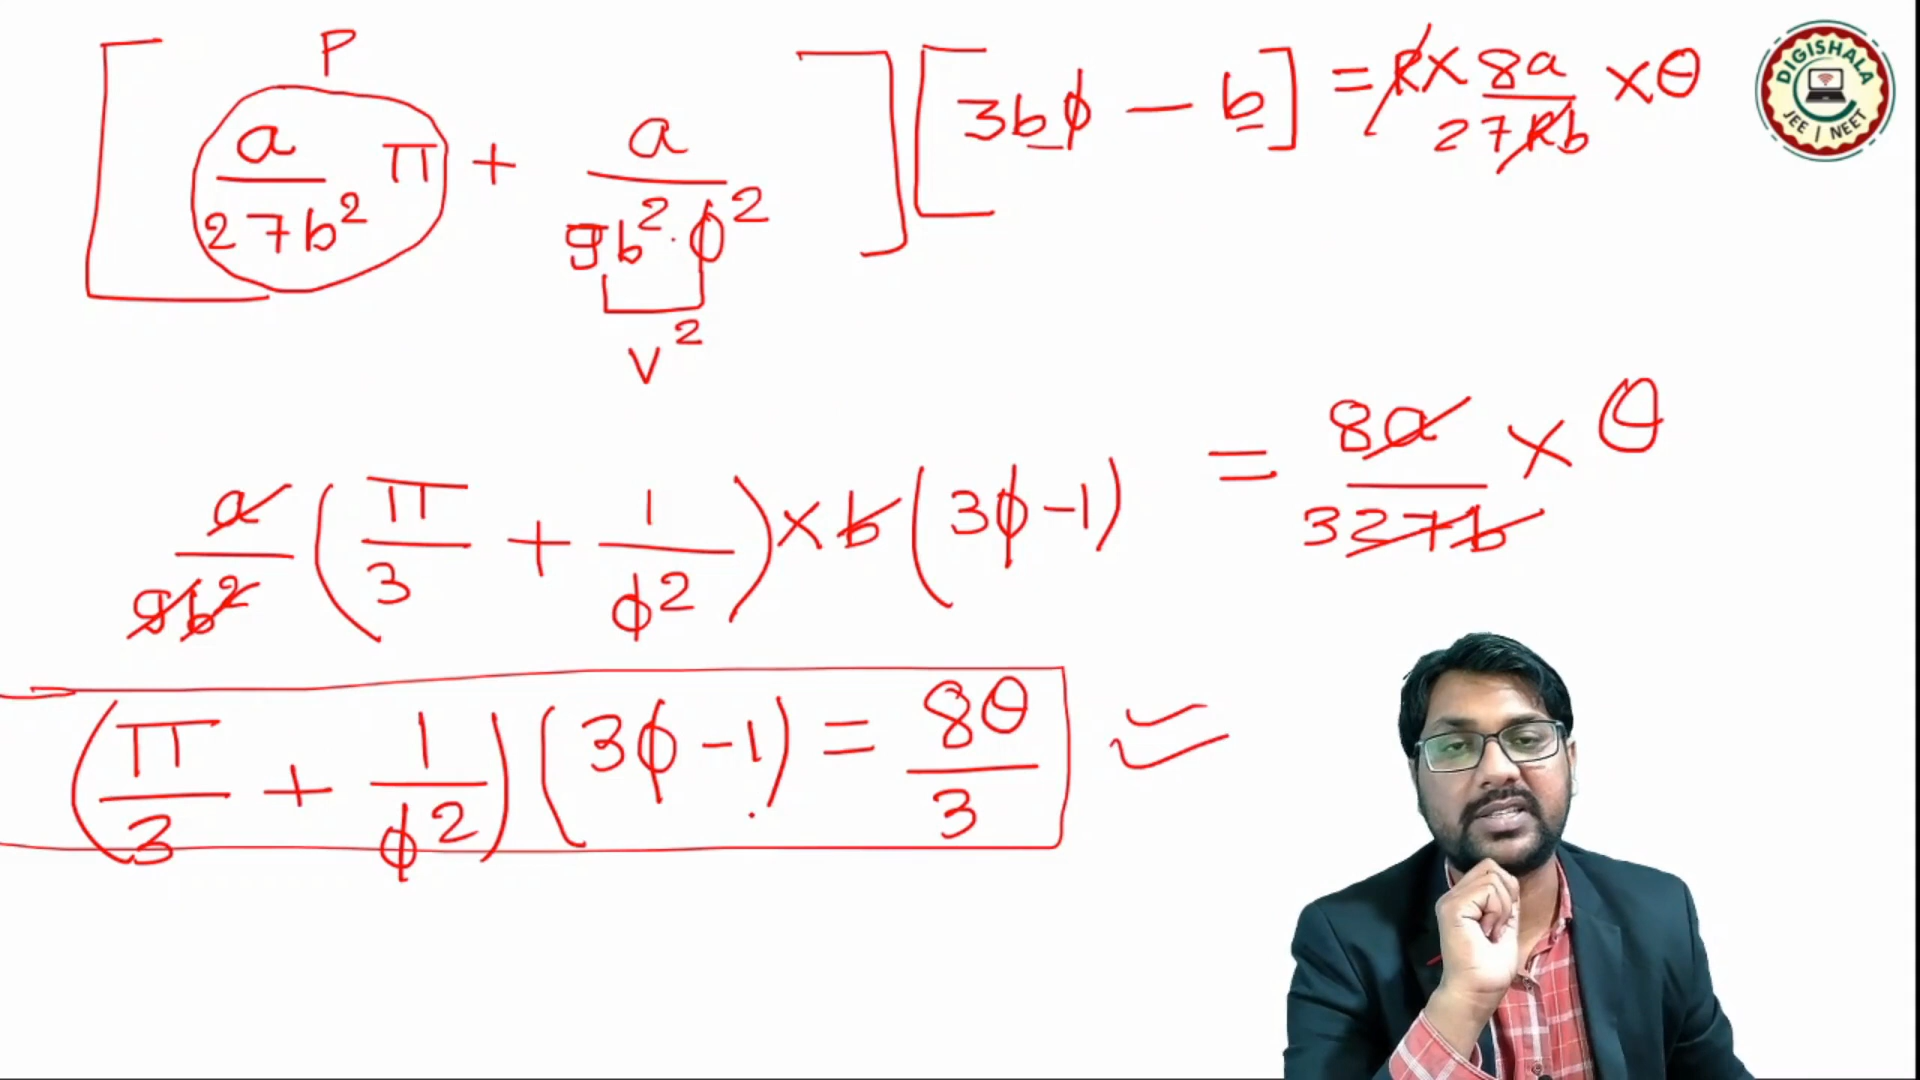 P
[a/27b² π + a/9b²·φ²] [3bφ − b] = R × 8a/27Rb × θ
V²
a/9b² (π/3 + 1/φ²) × b (3φ−1) = 8a/3 27b × θ
(π/3 + 1/φ²) (3φ−1) = 8θ/3
DIGISHALA
JEE | NEET